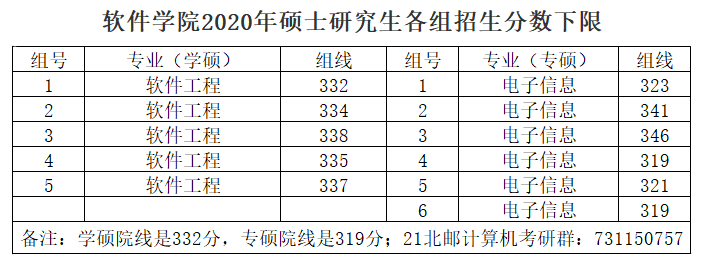 软件学院2020年硕士研究生各组招生分数下限
组号 专业（学硕） 组线 组号 专业（专硕） 组线
1 软件工程 332 1 电子信息 323
2 软件工程 334 2 电子信息 341
3 软件工程 338 3 电子信息 346
4 软件工程 335 4 电子信息 319
5 软件工程 337 5 电子信息 321
6 电子信息 319
备注：学硕院线是332分，专硕院线是319分；21北邮计算机考研群：731150757